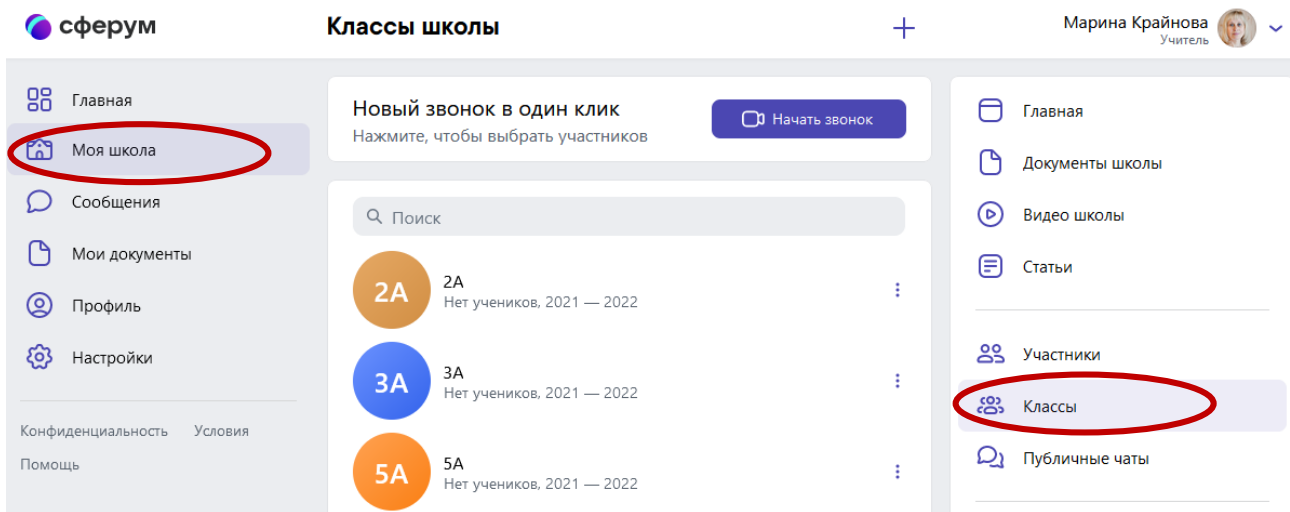 сферум
Классы школы
Марина Крайнова
Учитель
Главная
Моя школа
Сообщения
Мои документы
Профиль
Настройки
Конфиденциальность Условия
Помощь
Новый звонок в один клик
Нажмите, чтобы выбрать участников
Начать звонок
Поиск
2А
2А
Нет учеников, 2021 — 2022
3А
3А
Нет учеников, 2021 — 2022
5А
5А
Нет учеников, 2021 — 2022
Главная
Документы школы
Видео школы
Статьи
Участники
Классы
Публичные чаты